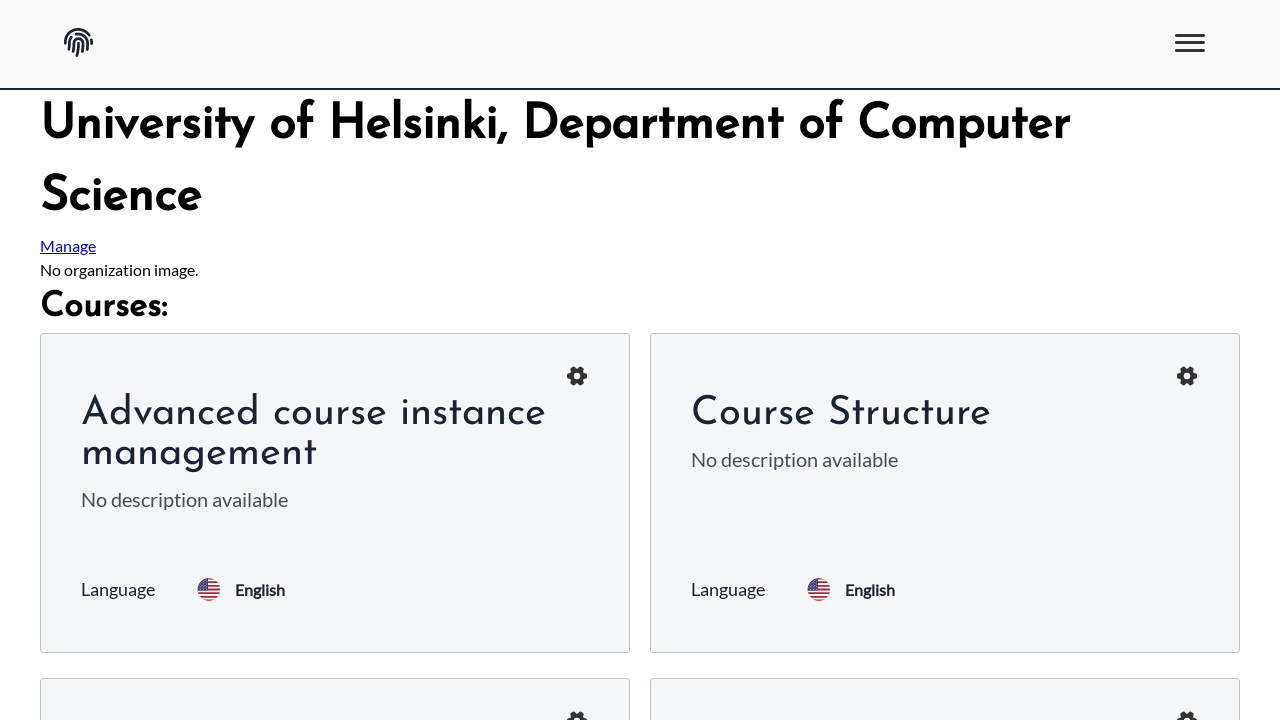 University of Helsinki, Department of Computer
Science
Manage
No organization image.
Courses:
Advanced course instance
management
No description available
Language
English
Course Structure
No description available
Language
English